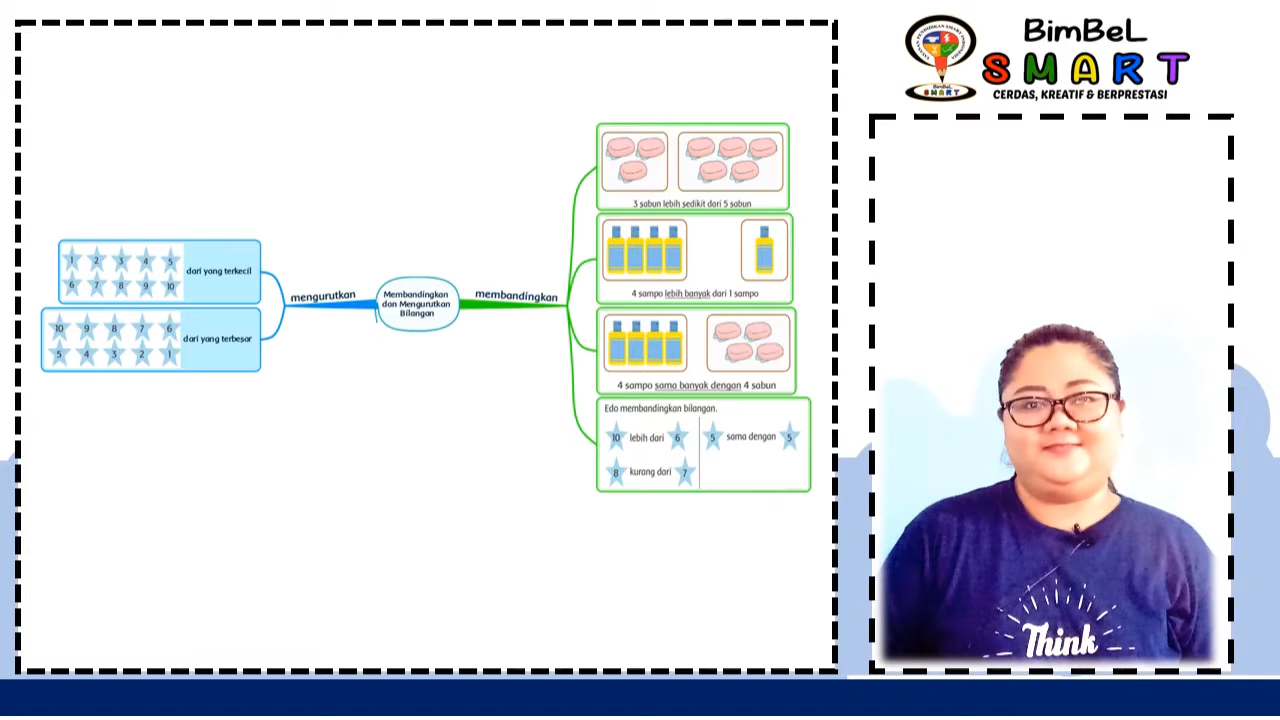 BimBeL
SMART
CERDAS, KREATIF & BERPRESTASI
BimBeL
SMART
1 2 3 4 5
6 7 8 9 10
dari yang terkecil
10 9 8 7 6
5 4 3 2 1
dari yang terbesar
mengurutkan
Membandingkan
dan Mengurutkan
Bilangan
membandingkan
3 sabun lebih sedikit dari 5 sabun
4 sampo lebih banyak dari 1 sampo
4 sampo sama banyak dengan 4 sabun
Edo membandingkan bilangan.
10 lebih dari 6
8 kurang dari 7
5 sama dengan 5
Think